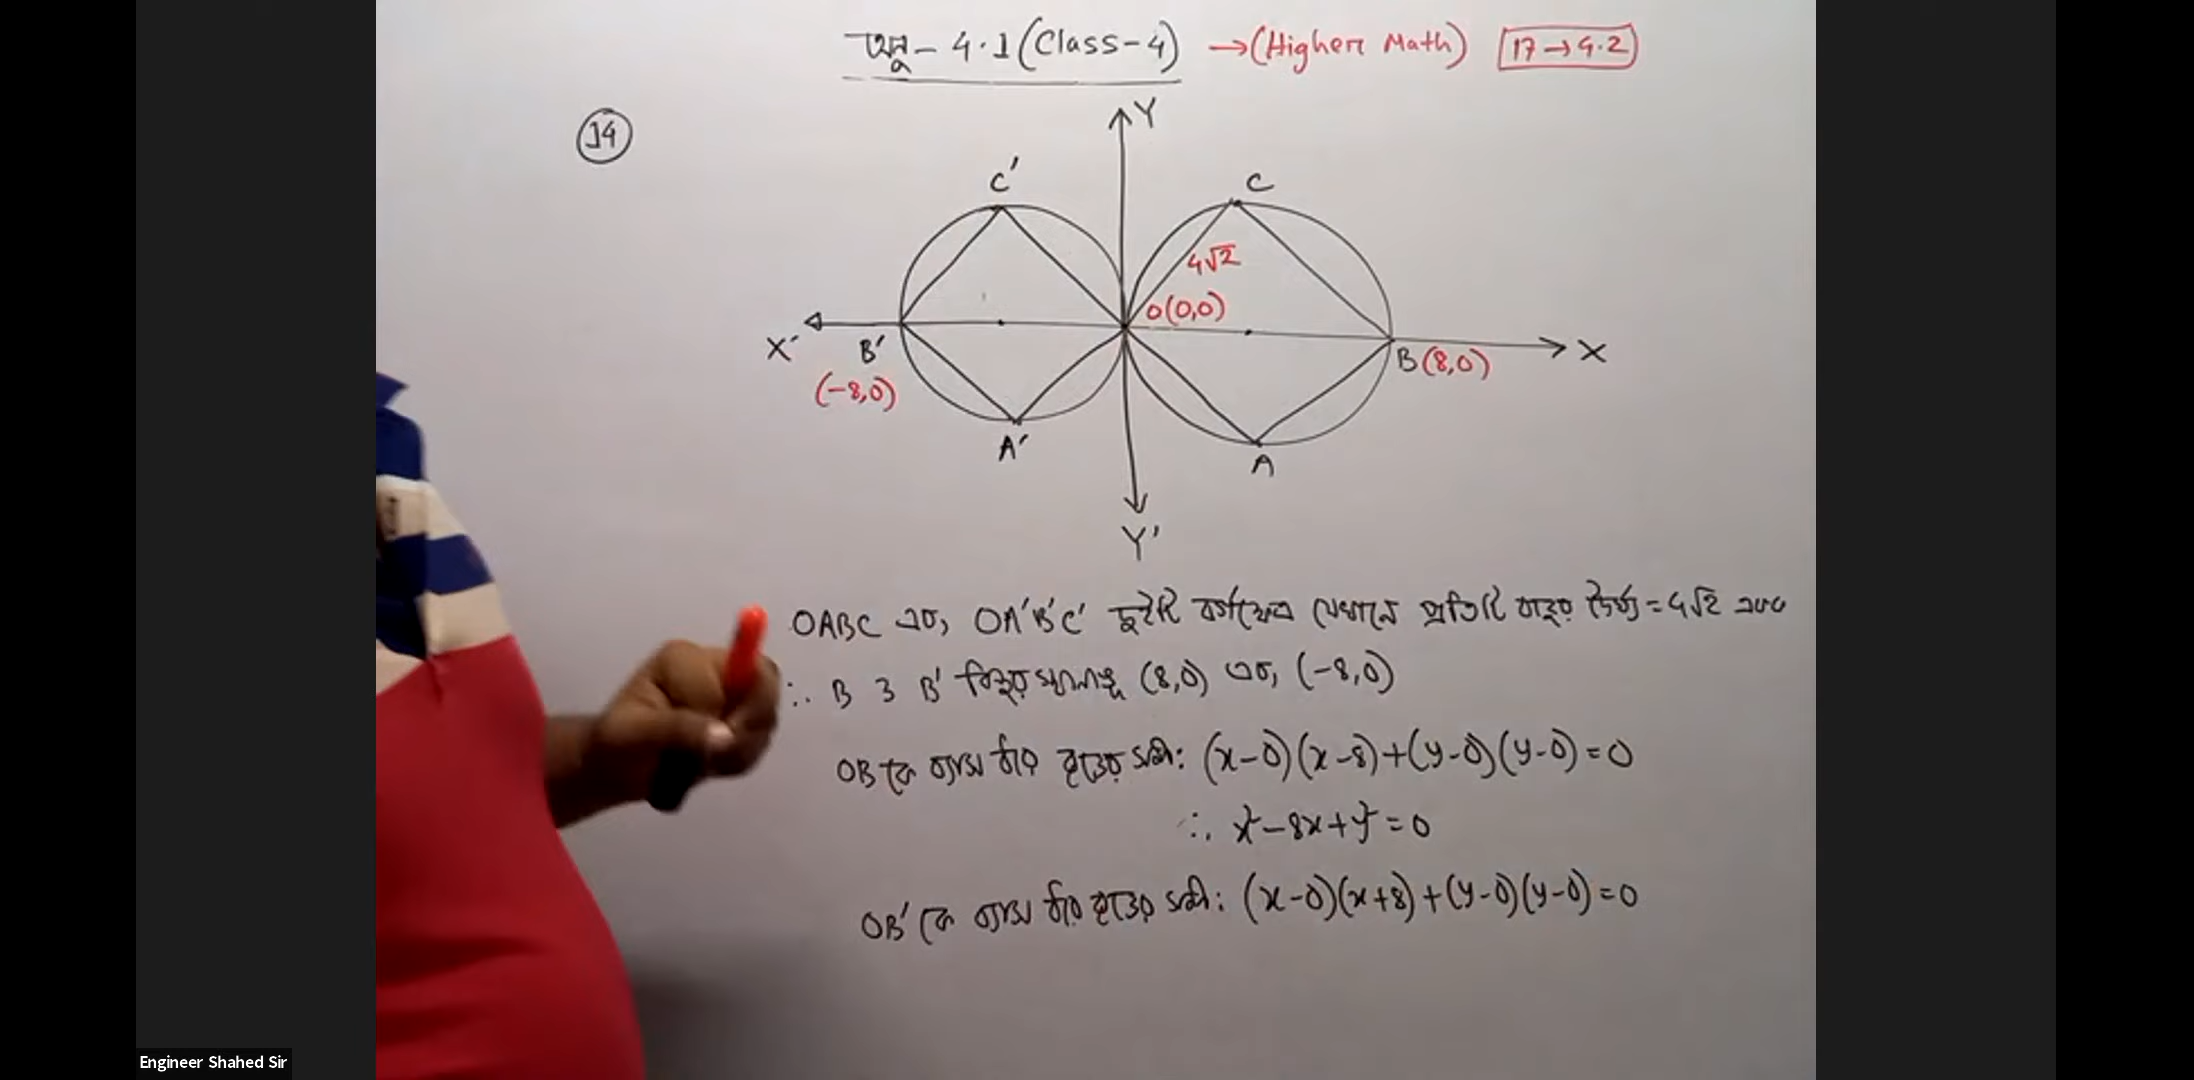 অনু – 4.1 (Class-4) → (Higher Math) 17→4.2
14
Y
C' C
4√2
O(0,0)
X' B' B(8,0) X
(-8,0)
A' A
Y'
OABC এবং OA'B'C' দুইটি বর্গক্ষেত্র যেখানে প্রতিটি বাহুর দৈর্ঘ্য = 4√2 একক
∴ B ও B' বিন্দুর স্থানাঙ্ক (8,0) এবং (-8,0)
OB কে ব্যাস ধরে বৃত্তের সমী: (x-0)(x-8)+(y-0)(y-0)=0
∴ x²-8x+y²=0
OB' কে ব্যাস ধরে বৃত্তের সমী: (x-0)(x+8)+(y-0)(y-0)=0
Engineer Shahed Sir